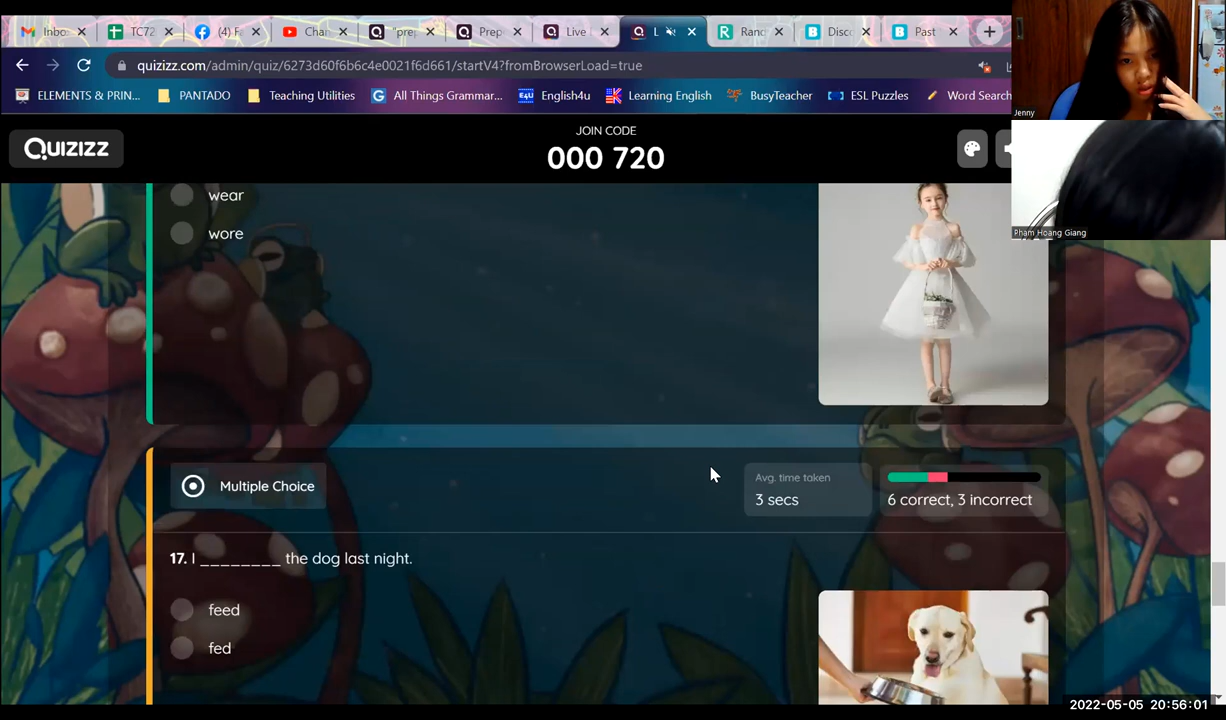 Inbo
TC72
(4) F
Chan
"pre
Prep
Live
L
Rand
Disc
Past
quizizz.com/admin/quiz/6273d60f6b6c4e0021f6d661/startV4?fromBrowserLoad=true
ELEMENTS & PRIN...
PANTADO
Teaching Utilities
All Things Grammar...
English4u
Learning English
BusyTeacher
ESL Puzzles
Word Search
Jenny
Pham Hoang Giang
QUIZIZZ
JOIN CODE
000 720
wear
wore
Multiple Choice
Avg. time taken
3 secs
6 correct, 3 incorrect
17. I ________ the dog last night.
feed
fed
2022-05-05 20:56:01